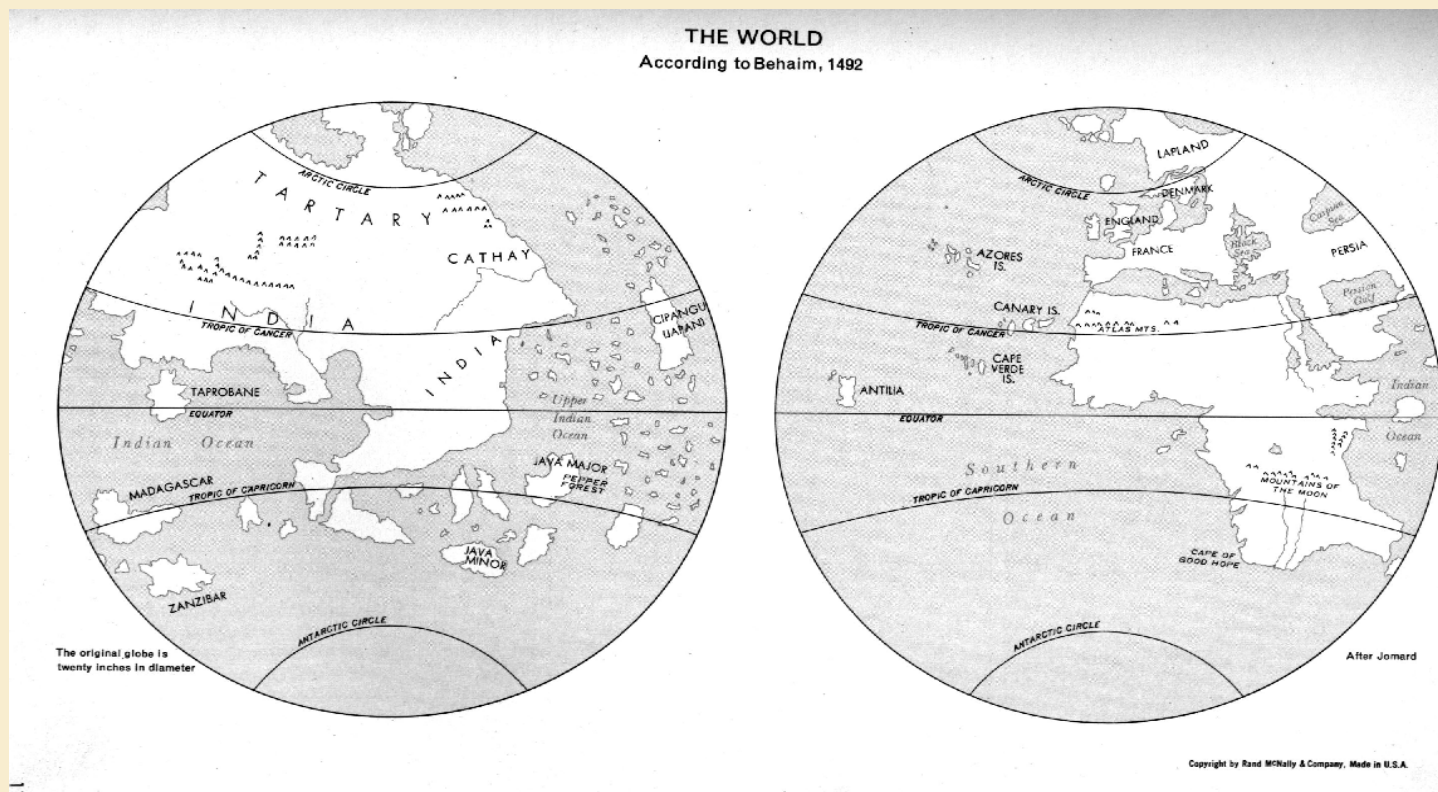 THE WORLD
According to Behaim, 1492
ARCTIC CIRCLE
TARTARY
CATHAY
INDIA
TROPIC OF CANCER
CIPANGU
(JAPAN)
INDIA
TAPROBANE
EQUATOR
Upper
Indian
Ocean
Indian Ocean
JAVA MAJOR
PEPPER
FOREST
MADAGASCAR
TROPIC OF CAPRICORN
JAVA
MINOR
ZANZIBAR
ANTARCTIC CIRCLE
The original globe is
twenty inches in diameter
LAPLAND
ARCTIC CIRCLE
DENMARK
ENGLAND
Caspian
Sea
FRANCE
Black
Sea
PERSIA
AZORES
IS.
Persian
Gulf
CANARY IS.
TROPIC OF CANCER
ATLAS MTS.
CAPE
VERDE
IS.
ANTILIA
Indian
Ocean
EQUATOR
Southern
Ocean
TROPIC OF CAPRICORN
MOUNTAINS OF
THE MOON
CAPE OF
GOOD HOPE
ANTARCTIC CIRCLE
After Jomard
Copyright by Rand McNally & Company, Made in U.S.A.